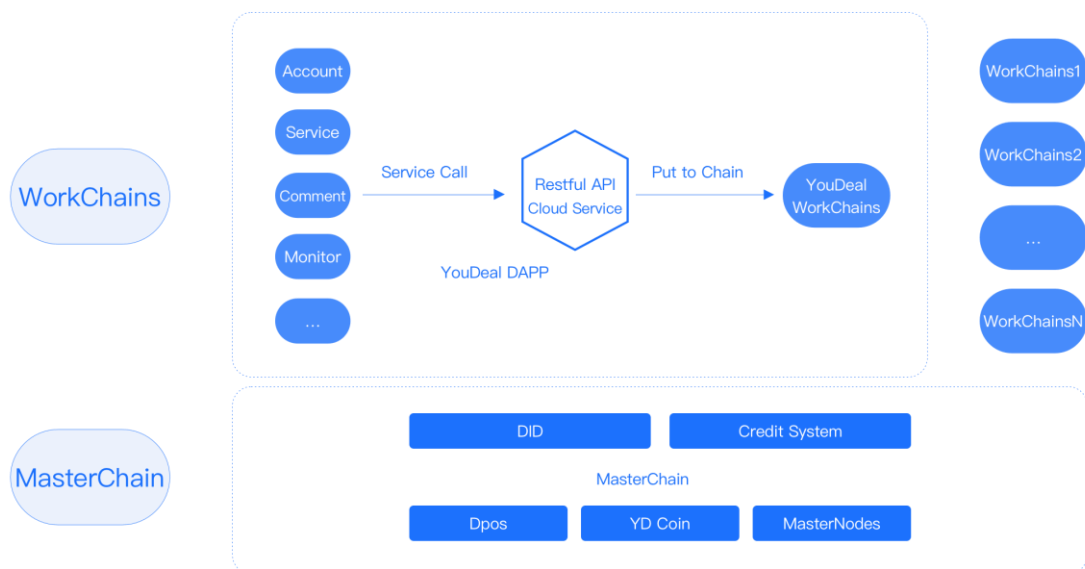 WorkChains
Account
Service
Comment
Monitor
...
Service Call
Restful API
Cloud Service
Put to Chain
YouDeal
WorkChains
YouDeal DAPP
WorkChains1
WorkChains2
...
WorkChainsN
MasterChain
DID
Credit System
MasterChain
Dpos
YD Coin
MasterNodes